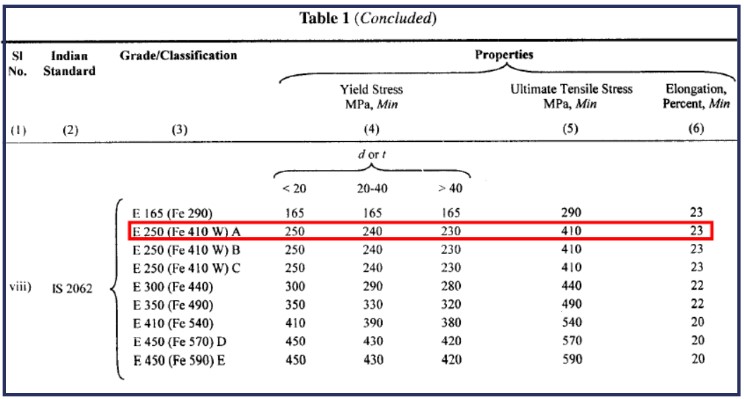 Table 1 (Concluded)
Sl No. Indian Standard Grade/Classification Properties
Yield Stress MPa, Min Ultimate Tensile Stress MPa, Min Elongation, Percent, Min
(1) (2) (3) (4) (5) (6)
d or t
< 20 20-40 > 40
E 165 (Fe 290) 165 165 165 290 23
E 250 (Fe 410 W) A 250 240 230 410 23
E 250 (Fe 410 W) B 250 240 230 410 23
E 250 (Fe 410 W) C 250 240 230 410 23
viii) IS 2062 E 300 (Fe 440) 300 290 280 440 22
E 350 (Fe 490) 350 330 320 490 22
E 410 (Fe 540) 410 390 380 540 20
E 450 (Fe 570) D 450 430 420 570 20
E 450 (Fe 590) E 450 430 420 590 20